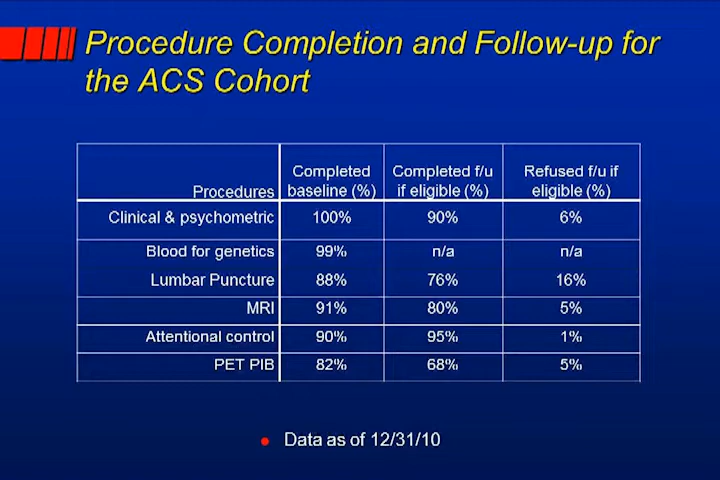 Procedure Completion and Follow-up for
the ACS Cohort
Procedures Completed baseline (%) Completed f/u if eligible (%) Refused f/u if eligible (%)
Clinical & psychometric 100% 90% 6%
Blood for genetics 99% n/a n/a
Lumbar Puncture 88% 76% 16%
MRI 91% 80% 5%
Attentional control 90% 95% 1%
PET PIB 82% 68% 5%
• Data as of 12/31/10